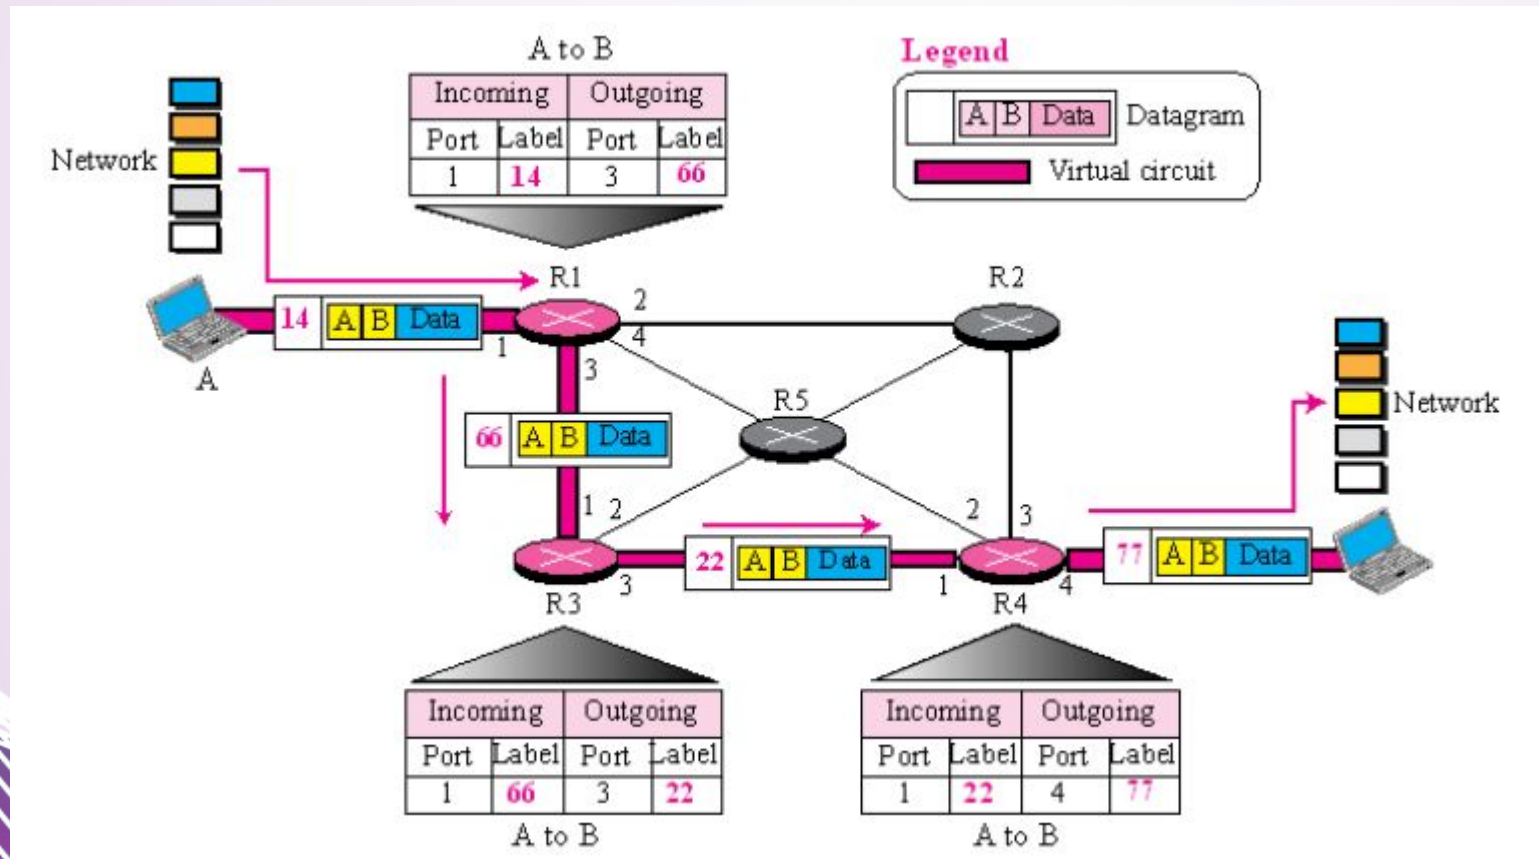 A to B
Incoming Outgoing
Port Label Port Label
1 14 3 66
Legend
A B Data Datagram
Virtual circuit
Network
R1
R2
2
4
14 A B Data
1
A
3
R5
66 A B Data
Network
1 2
2 3
22 A B Data
77 A B Data
3
1
4
R3
R4
Incoming Outgoing
Port Label Port Label
1 66 3 22
A to B
Incoming Outgoing
Port Label Port Label
1 22 4 77
A to B